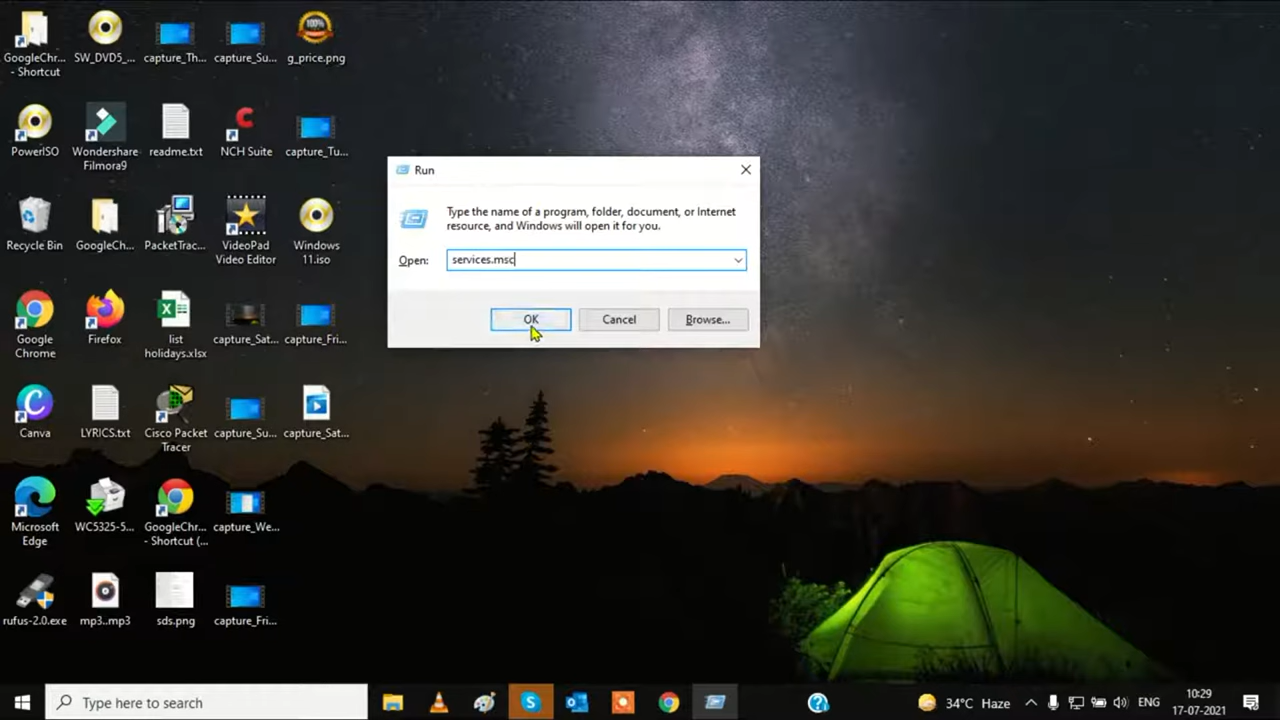 GoogleChr...
- Shortcut
SW_DVD5_...
capture_Th...
capture_Su...
100%
g_price.png
PowerISO
Wondershare
Filmora9
readme.txt
NCH Suite
capture_Tu...
Recycle Bin
GoogleCh...
PacketTrac...
VideoPad
Video Editor
Windows
11.iso
Google
Chrome
Firefox
list
holidays.xlsx
capture_Sat...
capture_Fri...
Canva
LYRICS.txt
Cisco Packet
Tracer
capture_Su...
capture_Sat...
Microsoft
Edge
WC5325-5...
GoogleChr...
- Shortcut (...
capture_We...
rufus-2.0.exe
mp3..mp3
sds.png
capture_Fri...
Run
Type the name of a program, folder, document, or Internet
resource, and Windows will open it for you.
Open:
services.msc
OK
Cancel
Browse...
Type here to search
34°C Haze
ENG
10:29
17-07-2021